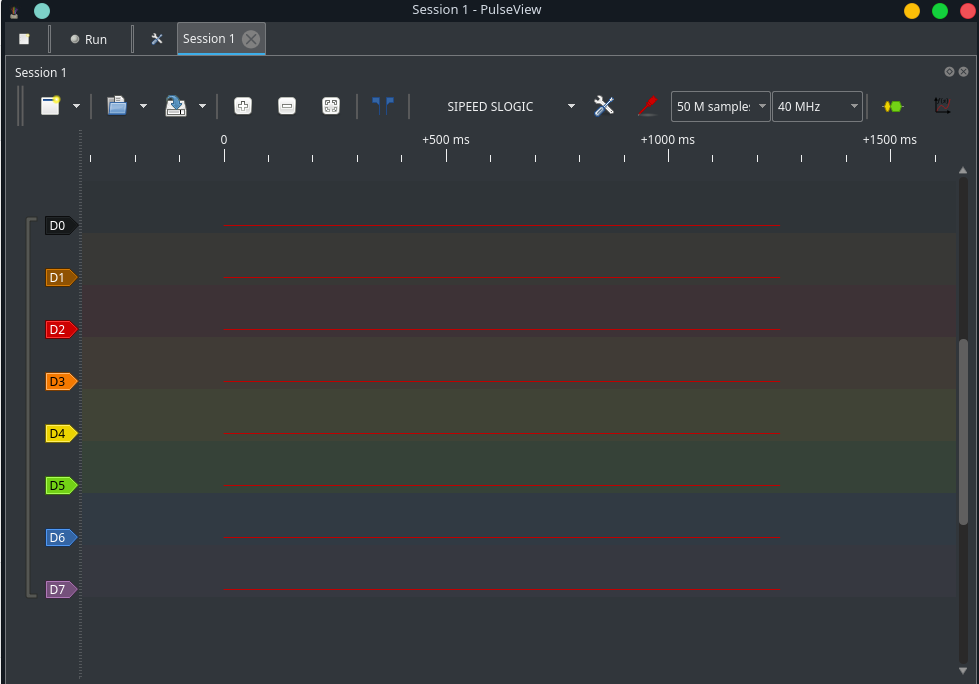 Session 1 - PulseView
Run
Session 1
Session 1
SIPEED SLOGIC
50 M sample:
40 MHz
0 +500 ms +1000 ms +1500 ms
D0
D1
D2
D3
D4
D5
D6
D7